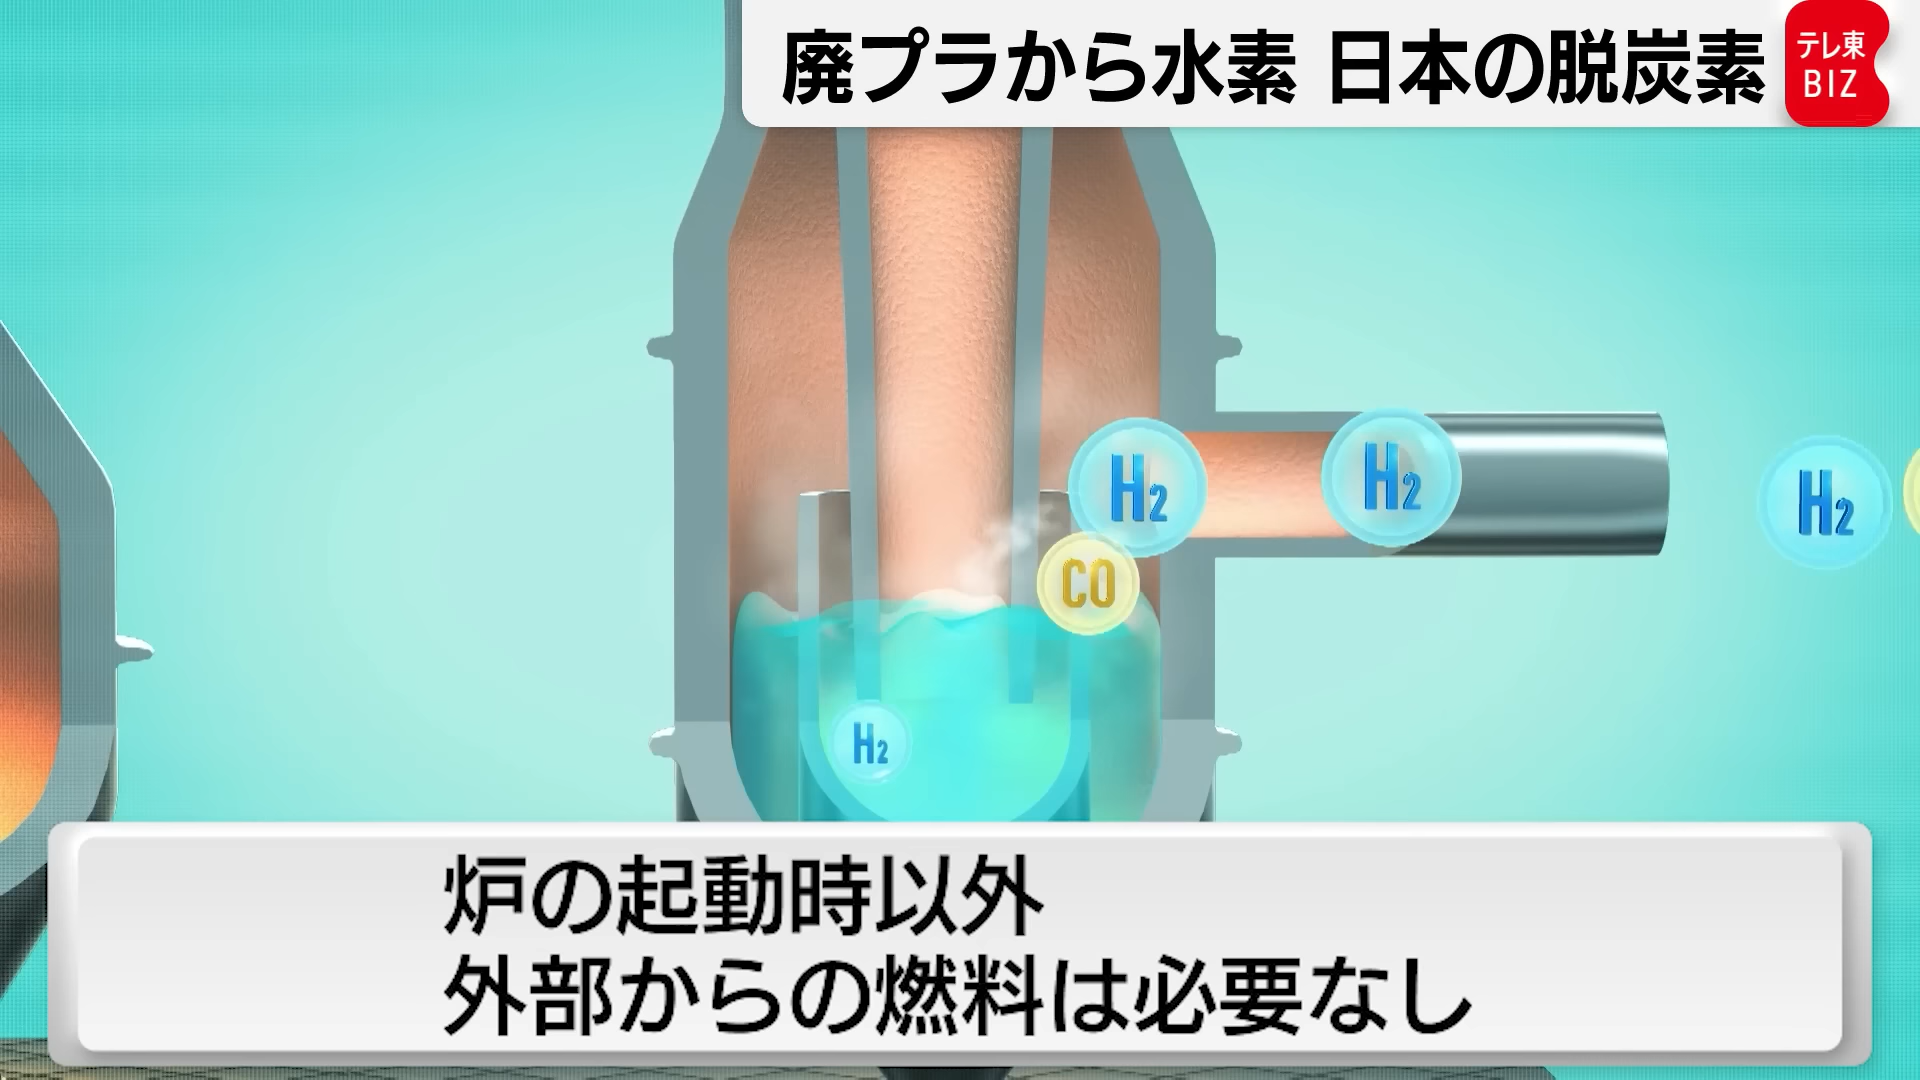 廃プラから水素 日本の脱炭素
テレ東
BIZ
H2
H2
H2
CO
H2
炉の起動時以外
外部からの燃料は必要なし